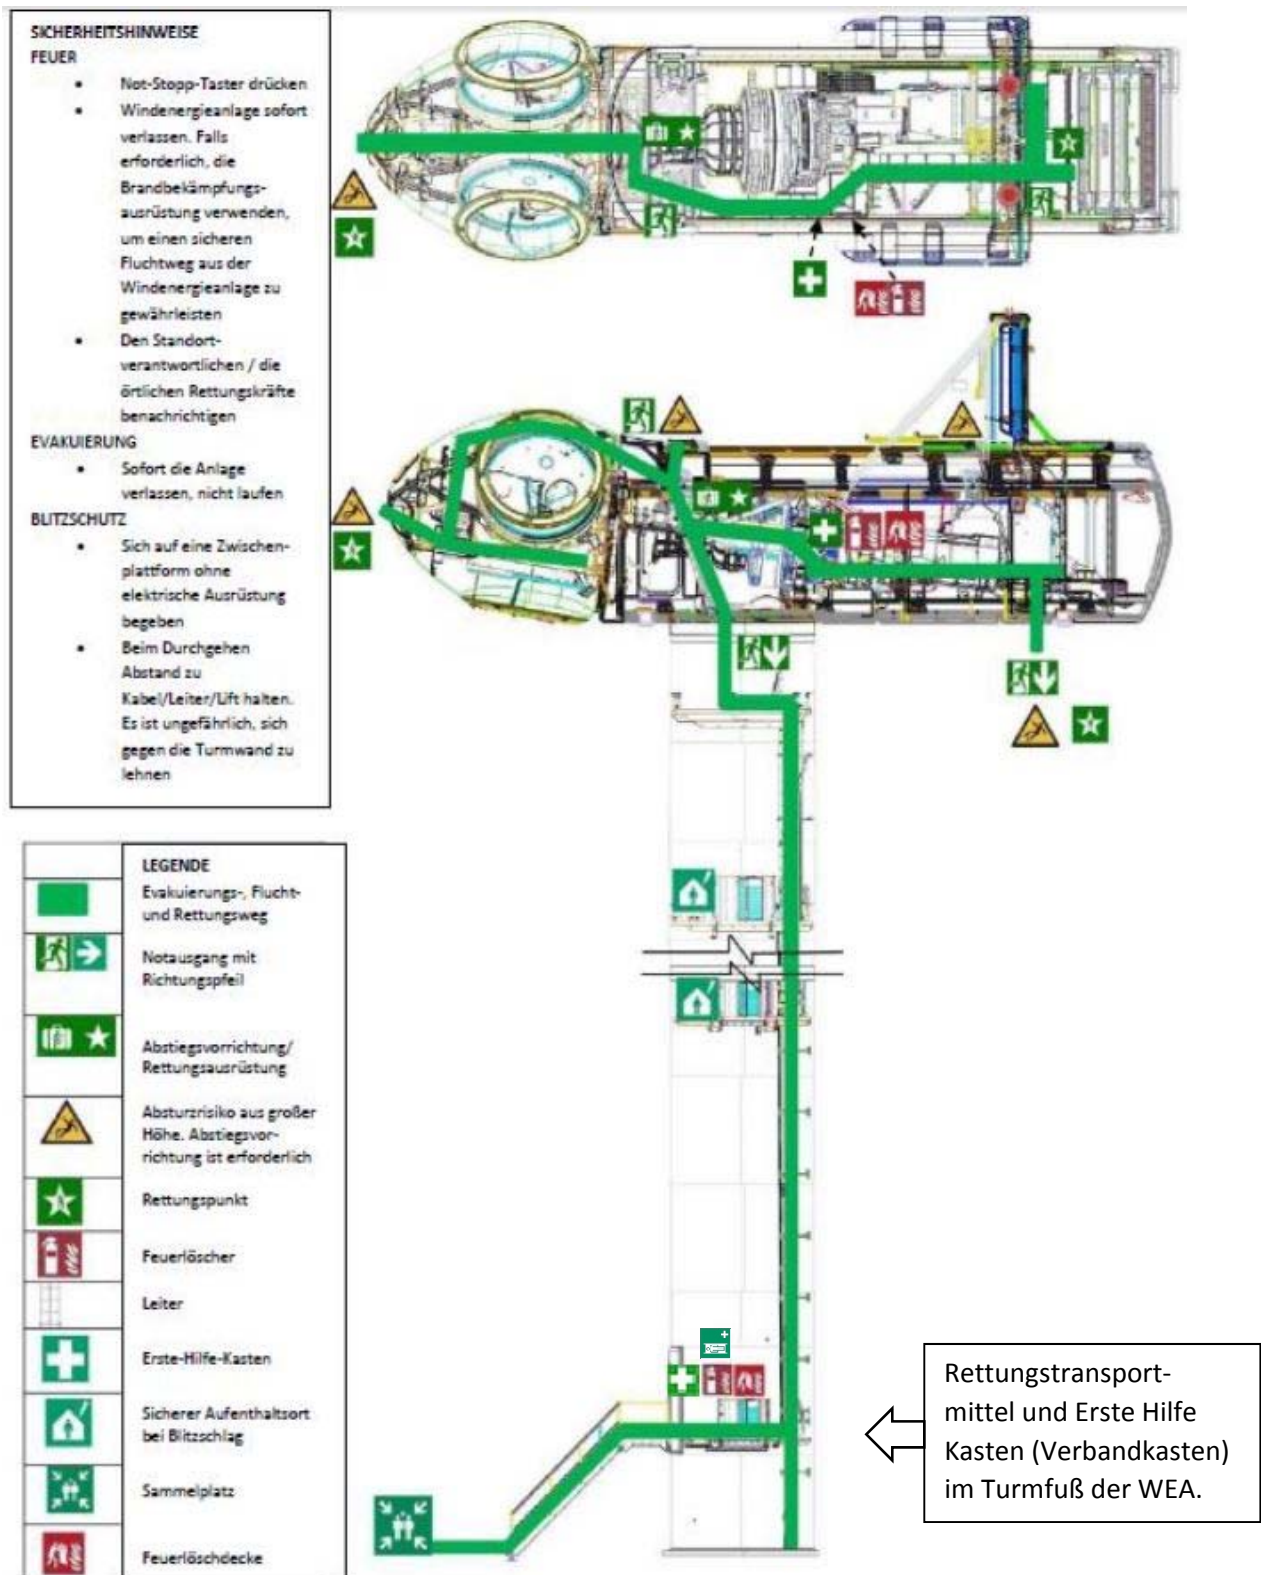 SICHERHEITSHINWEISE
FEUER
• Not-Stopp-Taster drücken
• Windenergieanlage sofort
verlassen. Falls
erforderlich, die
Brandbekämpfungs-
ausrüstung verwenden,
um einen sicheren
Fluchtweg aus der
Windenergieanlage zu
gewährleisten
• Den Standort-
verantwortlichen / die
örtlichen Rettungskräfte
benachrichtigen
EVAKUIERUNG
• Sofort die Anlage
verlassen, nicht laufen
BLITZSCHUTZ
• Sich auf eine Zwischen-
plattform ohne
elektrische Ausrüstung
begeben
• Beim Durchgehen
Abstand zu
Kabel/Leiter/Lift halten.
Es ist ungefährlich, sich
gegen die Turmwand zu
lehnen
LEGENDE
Evakuierungs-, Flucht-
und Rettungsweg
Notausgang mit
Richtungspfeil
Abstiegsvorrichtung/
Rettungsausrüstung
Absturzrisiko aus großer
Höhe. Abstiegsvor-
richtung ist erforderlich
Rettungspunkt
Feuerlöscher
Leiter
Erste-Hilfe-Kasten
Sicherer Aufenthaltsort
bei Blitzschlag
Sammelplatz
Feuerlöschdecke
Rettungstransport-
mittel und Erste Hilfe
Kasten (Verbandkasten)
im Turmfuß der WEA.